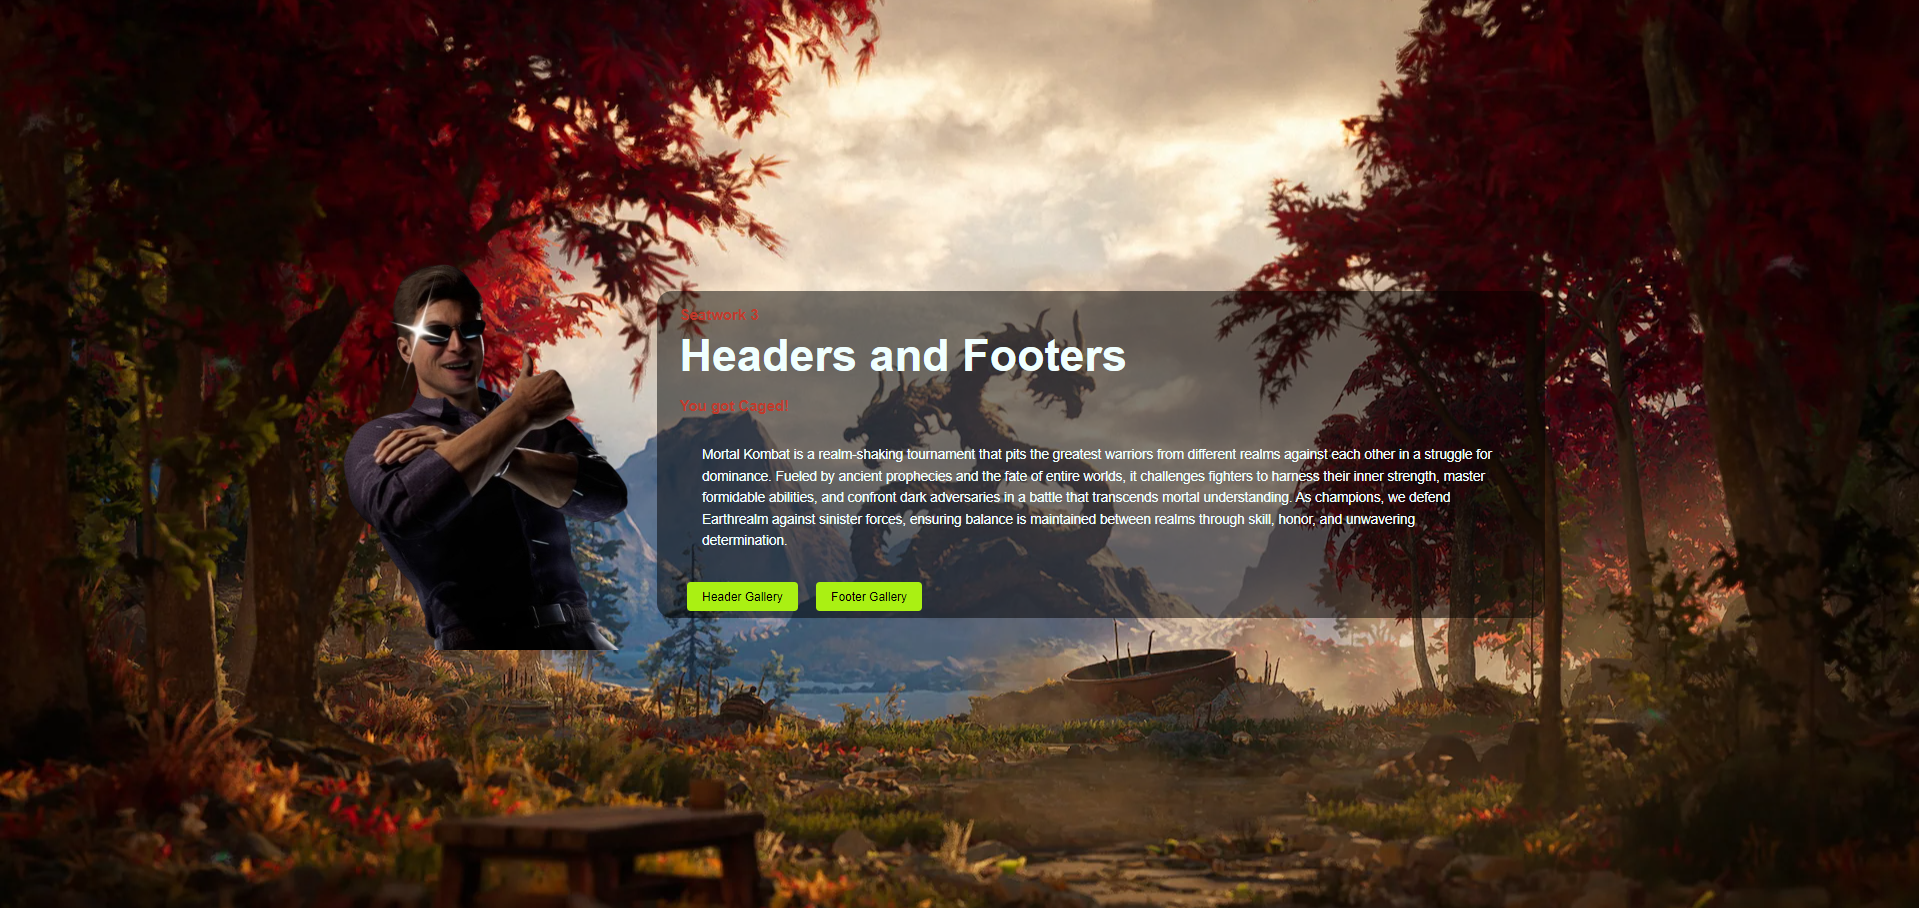 Seatwork 3
Headers and Footers
You got Caged!
Mortal Kombat is a realm-shaking tournament that pits the greatest warriors from different realms against each other in a struggle for
dominance. Fueled by ancient prophecies and the fate of entire worlds, it challenges fighters to harness their inner strength, master
formidable abilities, and confront dark adversaries in a battle that transcends mortal understanding. As champions, we defend
Earthrealm against sinister forces, ensuring balance is maintained between realms through skill, honor, and unwavering
determination.
Header Gallery
Footer Gallery